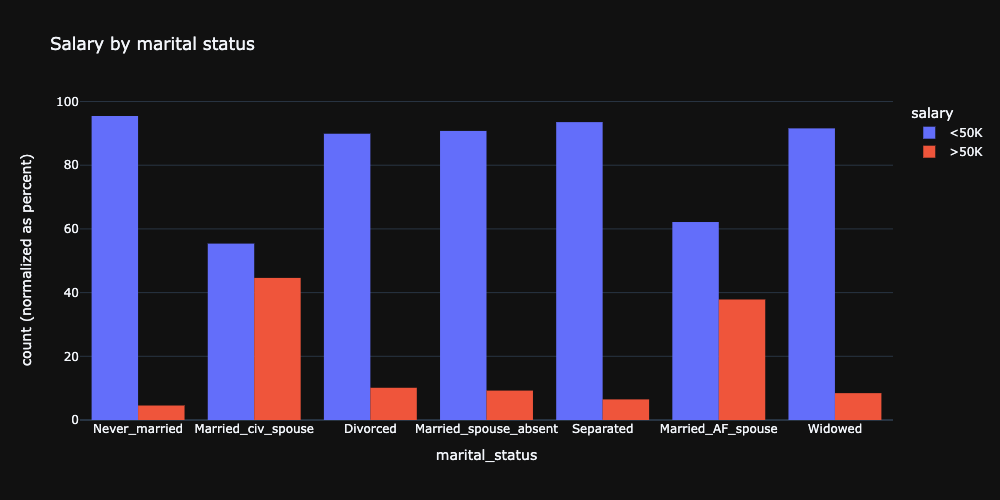 Salary by marital status
salary
<50K
>50K
count (normalized as percent)
100
80
60
40
20
0
Never_married Married_civ_spouse Divorced Married_spouse_absent Separated Married_AF_spouse Widowed
marital_status